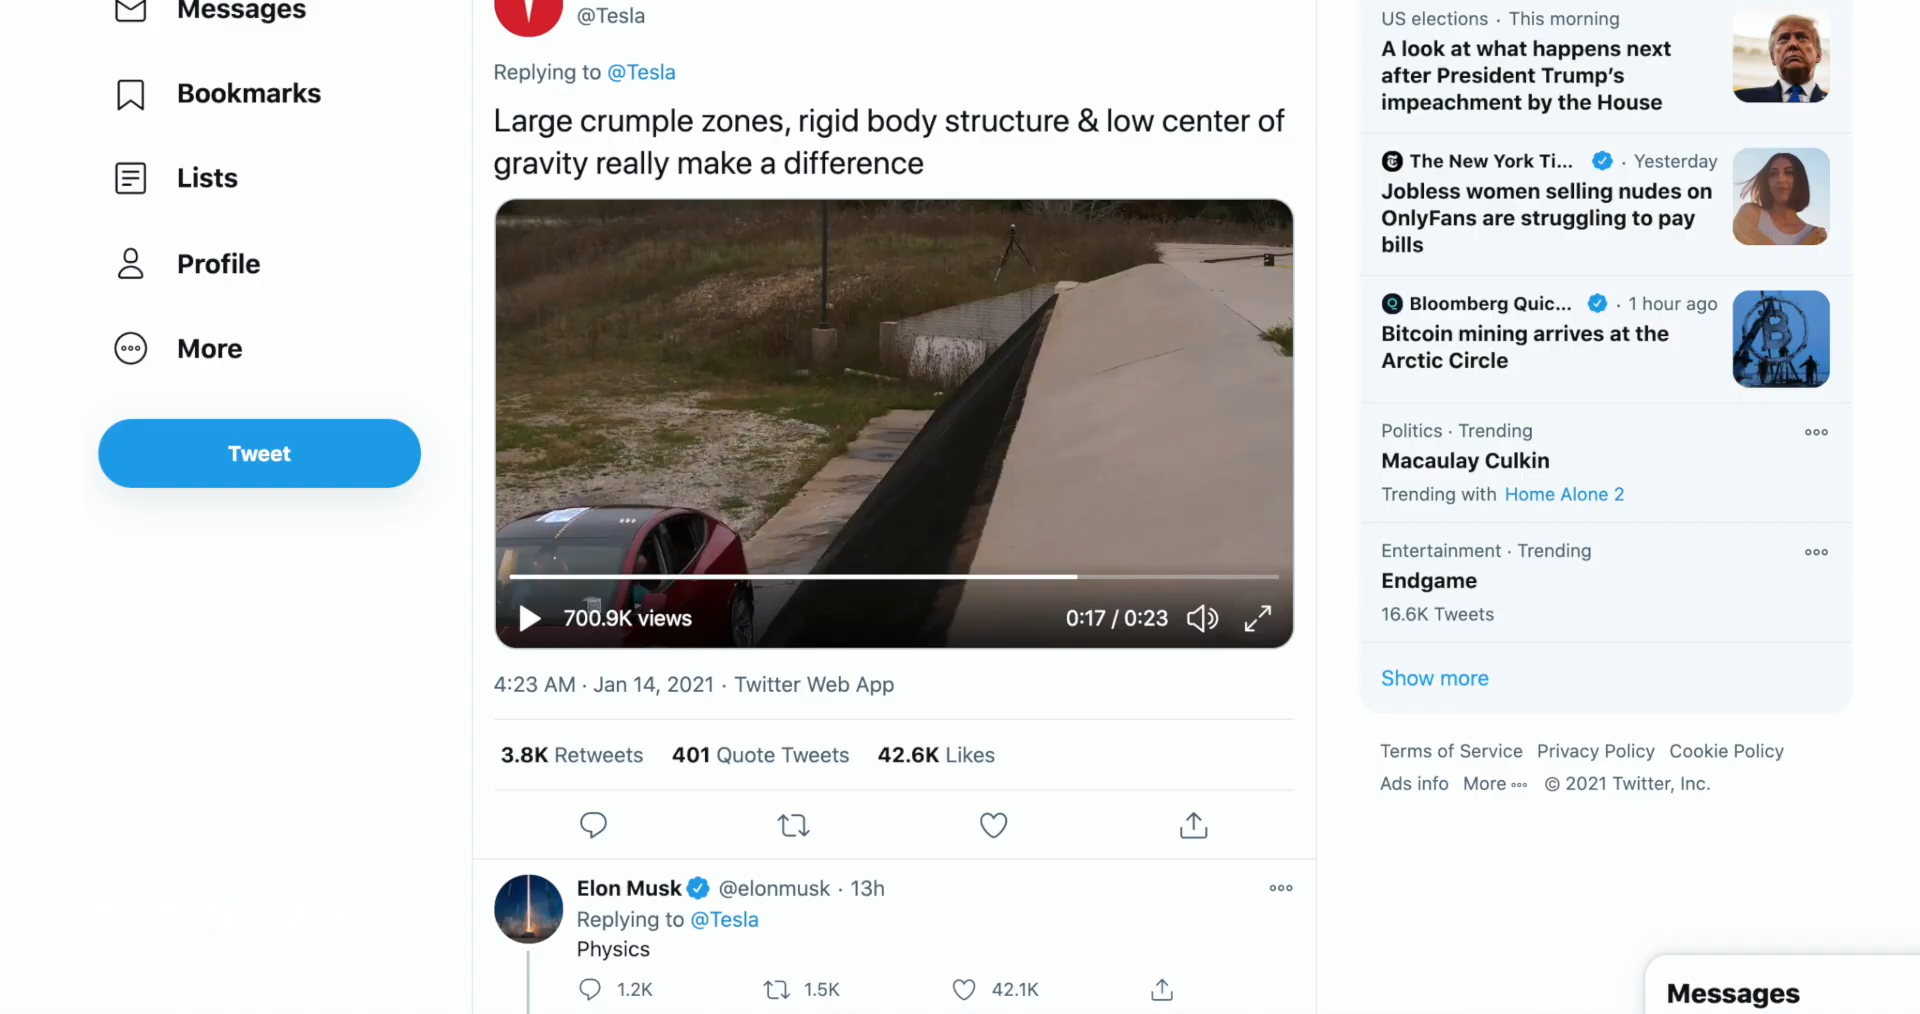 Messages
Bookmarks
Lists
Profile
More
Tweet
@Tesla
Replying to @Tesla
Large crumple zones, rigid body structure & low center of
gravity really make a difference
700.9K views
0:17 / 0:23
4:23 AM · Jan 14, 2021 · Twitter Web App
3.8K Retweets 401 Quote Tweets 42.6K Likes
Elon Musk @elonmusk · 13h
Replying to @Tesla
Physics
1.2K 1.5K 42.1K
US elections · This morning
A look at what happens next
after President Trump's
impeachment by the House
The New York Ti... · Yesterday
Jobless women selling nudes on
OnlyFans are struggling to pay
bills
Bloomberg Quic... · 1 hour ago
Bitcoin mining arrives at the
Arctic Circle
Politics · Trending
Macaulay Culkin
Trending with Home Alone 2
Entertainment · Trending
Endgame
16.6K Tweets
Show more
Terms of Service Privacy Policy Cookie Policy
Ads info More © 2021 Twitter, Inc.
Messages